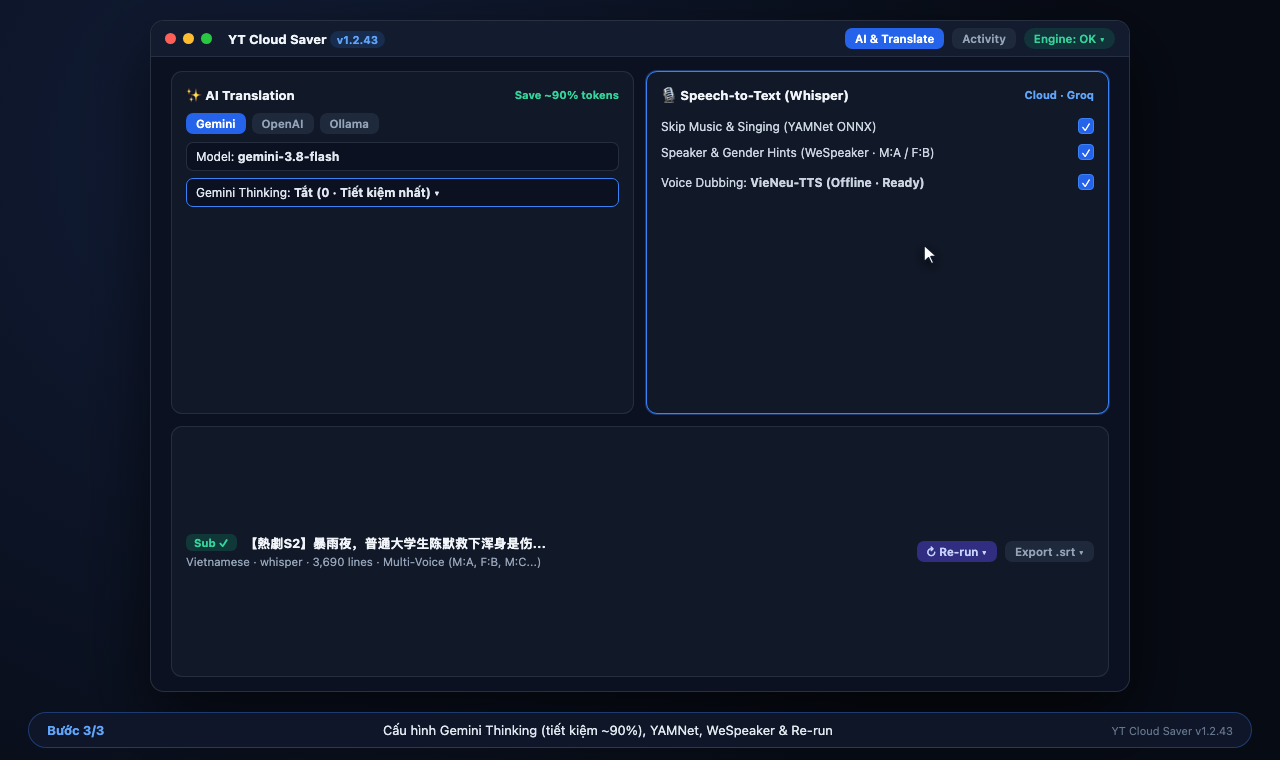 YT Cloud Saver v1.2.43
AI & Translate Activity Engine: OK ▾
✨ AI Translation Save ~90% tokens
Gemini OpenAI Ollama
Model: gemini-3.8-flash
Gemini Thinking: Tắt (0 · Tiết kiệm nhất) ▾
🎙️ Speech-to-Text (Whisper) Cloud · Groq
Skip Music & Singing (YAMNet ONNX)
Speaker & Gender Hints (WeSpeaker · M:A / F:B)
Voice Dubbing: VieNeu-TTS (Offline · Ready)
Sub ✓ 【熱劇S2】暴雨夜，普通大学生陈默救下浑身是伤...
Vietnamese · whisper · 3,690 lines · Multi-Voice (M:A, F:B, M:C...)
↻ Re-run ▾ Export .srt ▾
Bước 3/3 Cấu hình Gemini Thinking (tiết kiệm ~90%), YAMNet, WeSpeaker & Re-run YT Cloud Saver v1.2.43